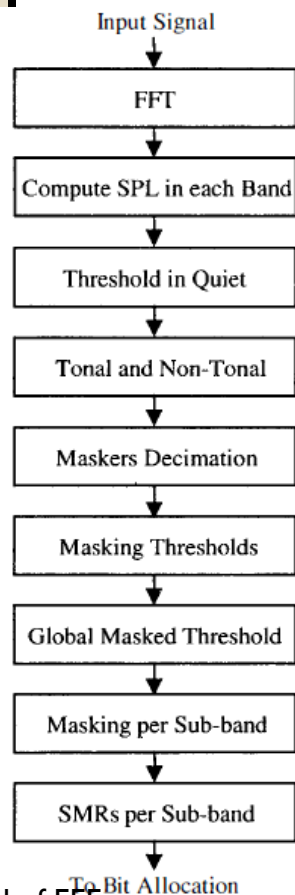 Input Signal
FFT
Compute SPL in each Band
Threshold in Quiet
Tonal and Non-Tonal
Maskers Decimation
Masking Thresholds
Global Masked Threshold
Masking per Sub-band
SMRs per Sub-band
To Bit Allocation